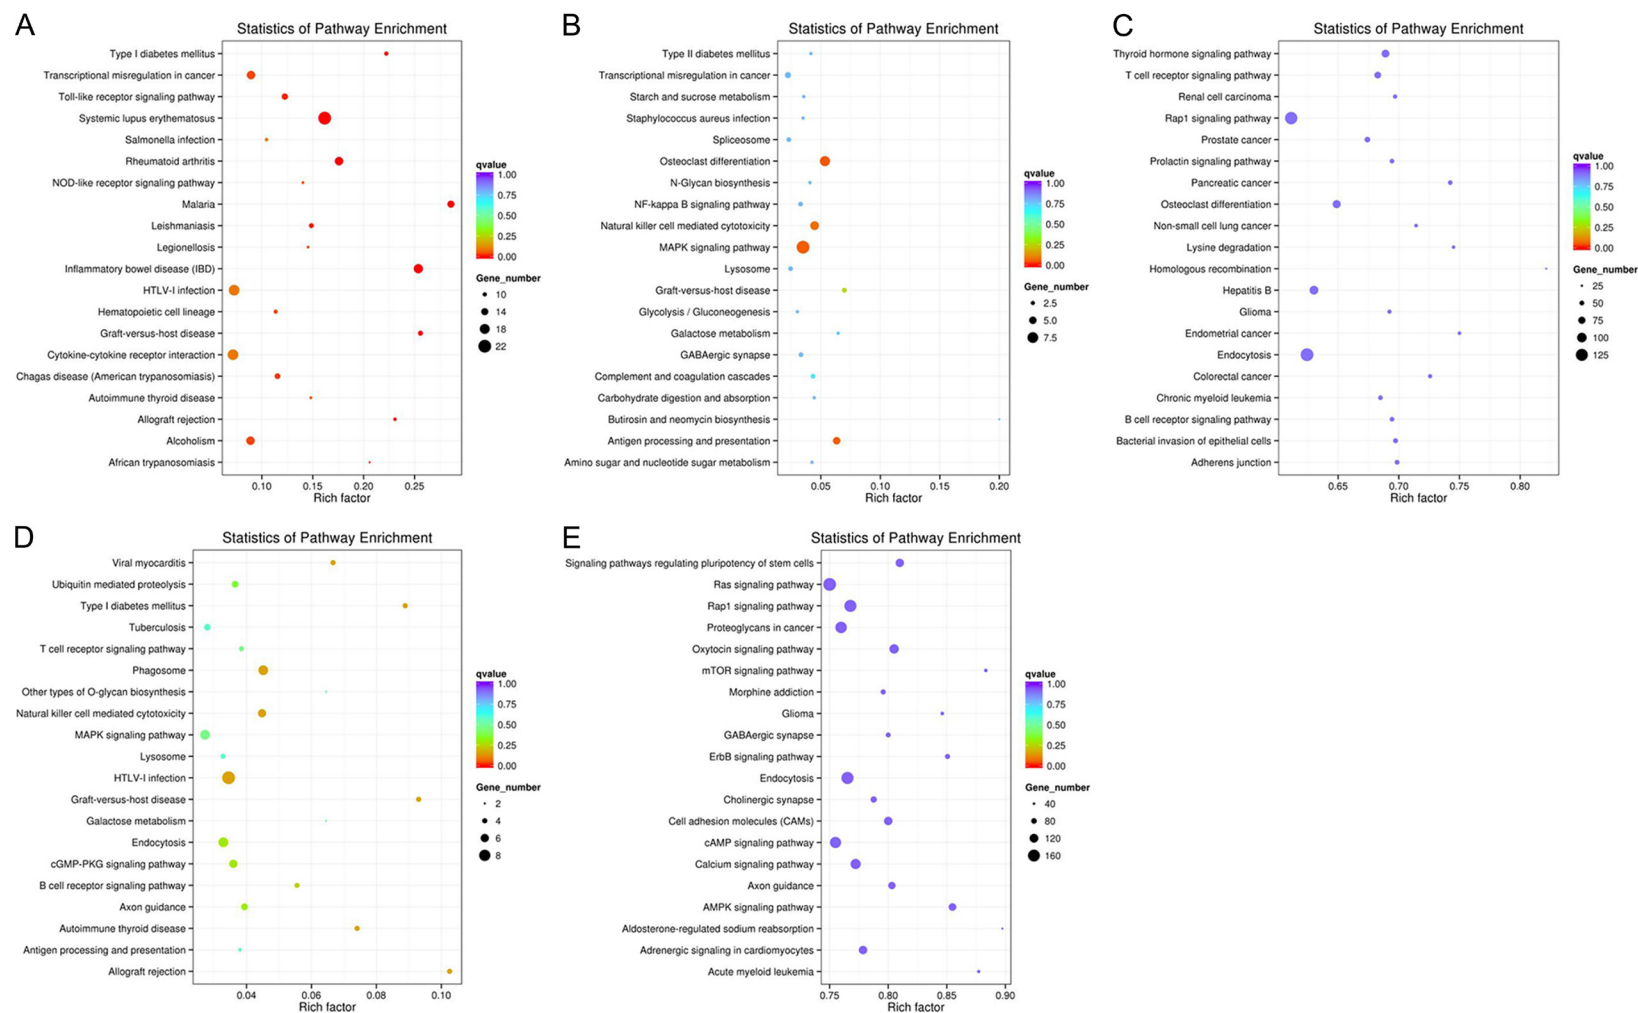 A
Statistics of Pathway Enrichment
Type I diabetes mellitus
Transcriptional misregulation in cancer
Toll-like receptor signaling pathway
Systemic lupus erythematosus
Salmonella infection
Rheumatoid arthritis
NOD-like receptor signaling pathway
Malaria
Leishmaniasis
Legionellosis
Inflammatory bowel disease (IBD)
HTLV-I infection
Hematopoietic cell lineage
Graft-versus-host disease
Cytokine-cytokine receptor interaction
Chagas disease (American trypanosomiasis)
Autoimmune thyroid disease
Allograft rejection
Alcoholism
African trypanosomiasis
0.10 0.15 0.20 0.25
Rich factor
qvalue
1.00
0.75
0.50
0.25
0.00
Gene_number
10
14
18
22
B
Statistics of Pathway Enrichment
Type II diabetes mellitus
Transcriptional misregulation in cancer
Starch and sucrose metabolism
Staphylococcus aureus infection
Spliceosome
Osteoclast differentiation
N-Glycan biosynthesis
NF-kappa B signaling pathway
Natural killer cell mediated cytotoxicity
MAPK signaling pathway
Lysosome
Graft-versus-host disease
Glycolysis / Gluconeogenesis
Galactose metabolism
GABAergic synapse
Complement and coagulation cascades
Carbohydrate digestion and absorption
Butirosin and neomycin biosynthesis
Antigen processing and presentation
Amino sugar and nucleotide sugar metabolism
0.05 0.10 0.15 0.20
Rich factor
qvalue
1.00
0.75
0.50
0.25
0.00
Gene_number
2.5
5.0
7.5
C
Statistics of Pathway Enrichment
Thyroid hormone signaling pathway
T cell receptor signaling pathway
Renal cell carcinoma
Rap1 signaling pathway
Prostate cancer
Prolactin signaling pathway
Pancreatic cancer
Osteoclast differentiation
Non-small cell lung cancer
Lysine degradation
Homologous recombination
Hepatitis B
Glioma
Endometrial cancer
Endocytosis
Colorectal cancer
Chronic myeloid leukemia
B cell receptor signaling pathway
Bacterial invasion of epithelial cells
Adherens junction
0.65 0.70 0.75 0.80
Rich factor
qvalue
1.00
0.75
0.50
0.25
0.00
Gene_number
25
50
75
100
125
D
Statistics of Pathway Enrichment
Viral myocarditis
Ubiquitin mediated proteolysis
Type I diabetes mellitus
Tuberculosis
T cell receptor signaling pathway
Phagosome
Other types of O-glycan biosynthesis
Natural killer cell mediated cytotoxicity
MAPK signaling pathway
Lysosome
HTLV-I infection
Graft-versus-host disease
Galactose metabolism
Endocytosis
cGMP-PKG signaling pathway
B cell receptor signaling pathway
Axon guidance
Autoimmune thyroid disease
Antigen processing and presentation
Allograft rejection
0.04 0.06 0.08 0.10
Rich factor
qvalue
1.00
0.75
0.50
0.25
0.00
Gene_number
2
4
6
8
E
Statistics of Pathway Enrichment
Signaling pathways regulating pluripotency of stem cells
Ras signaling pathway
Rap1 signaling pathway
Proteoglycans in cancer
Oxytocin signaling pathway
mTOR signaling pathway
Morphine addiction
Glioma
GABAergic synapse
ErbB signaling pathway
Endocytosis
Cholinergic synapse
Cell adhesion molecules (CAMs)
cAMP signaling pathway
Calcium signaling pathway
Axon guidance
AMPK signaling pathway
Aldosterone-regulated sodium reabsorption
Adrenergic signaling in cardiomyocytes
Acute myeloid leukemia
0.75 0.80 0.85 0.90
Rich factor
qvalue
1.00
0.75
0.50
0.25
0.00
Gene_number
40
80
120
160